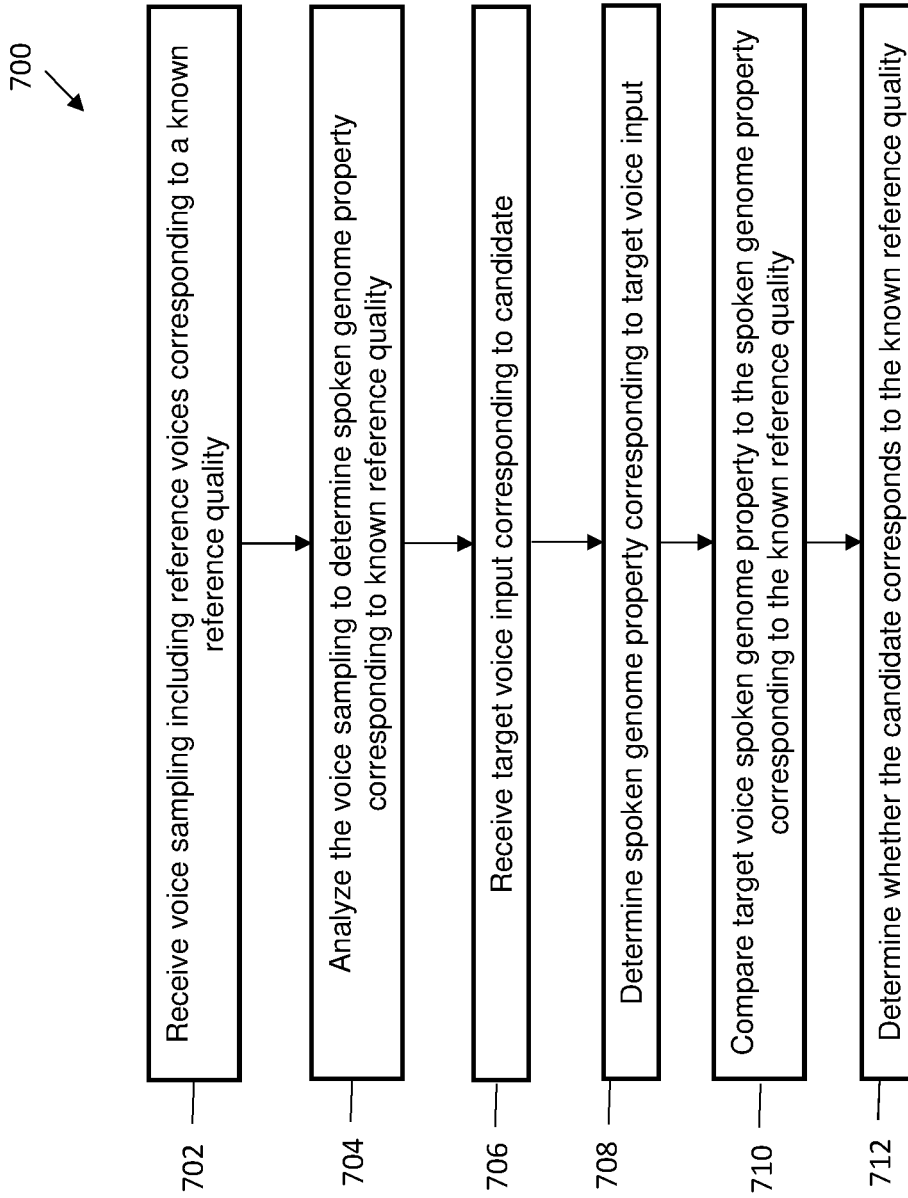 700
702
Receive voice sampling including reference voices corresponding to a known
reference quality
704
Analyze the voice sampling to determine spoken genome property
corresponding to known reference quality
706
Receive target voice input corresponding to candidate
708
Determine spoken genome property corresponding to target voice input
710
Compare target voice spoken genome property to the spoken genome property
corresponding to the known reference quality
712
Determine whether the candidate corresponds to the known reference quality